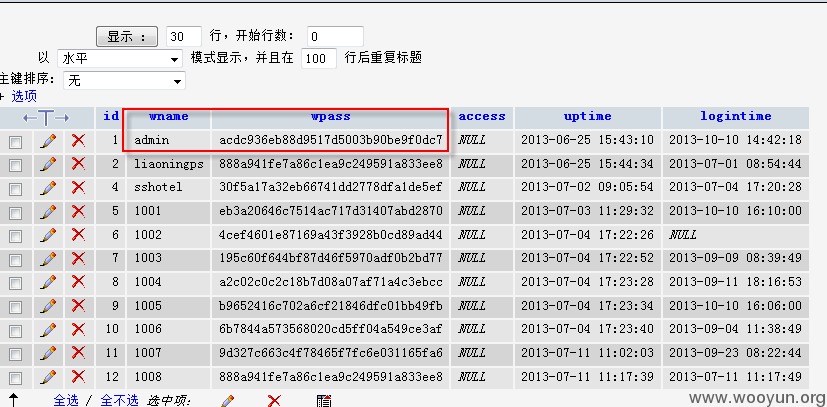 显示 : 30 行,开始行数: 0
以 水平 模式显示,并且在 100 行后重复标题
主键排序: 无
+ 选项
←T→ id wname wpass access uptime logintime
1 admin acdc936eb88d9517d5003b90be9f0dc7 NULL 2013-06-25 15:43:10 2013-10-10 14:42:18
2 liaoningps 888a941fe7a86c1ea9c249591a833ee8 NULL 2013-06-25 15:44:34 2013-07-01 08:54:44
4 sshotel 30f5a17a32eb66741dd2778dfa1de5ef NULL 2013-07-02 09:05:54 2013-07-04 17:20:28
5 1001 eb3a20646c7514ac717d31407abd2870 NULL 2013-07-03 11:29:32 2013-10-10 16:10:00
6 1002 4cef4601e87169a43f3928b0cd89ad44 NULL 2013-07-04 17:22:26 NULL
7 1003 195c60f644bf87d46f5970adf0b2bd77 NULL 2013-07-04 17:22:52 2013-09-09 08:39:49
8 1004 a2c02c0c2c18b7d08a07af71a4c3ebcc NULL 2013-07-04 17:23:28 2013-09-11 18:16:53
9 1005 b9652416c702a6cf21846dfc01bb49fb NULL 2013-07-04 17:23:34 2013-10-10 16:06:00
10 1006 6b7844a573568020cd5ff04a549ce3af NULL 2013-07-04 17:23:40 2013-09-04 11:38:49
11 1007 9d327c663c4f78465f7fc6e031165fa6 NULL 2013-07-11 11:02:03 2013-09-23 08:22:44
12 1008 888a941fe7a86c1ea9c249591a833ee8 NULL 2013-07-11 11:17:39 2013-07-11 11:17:49
全选 / 全不选 选中项:
www.wooyun.org